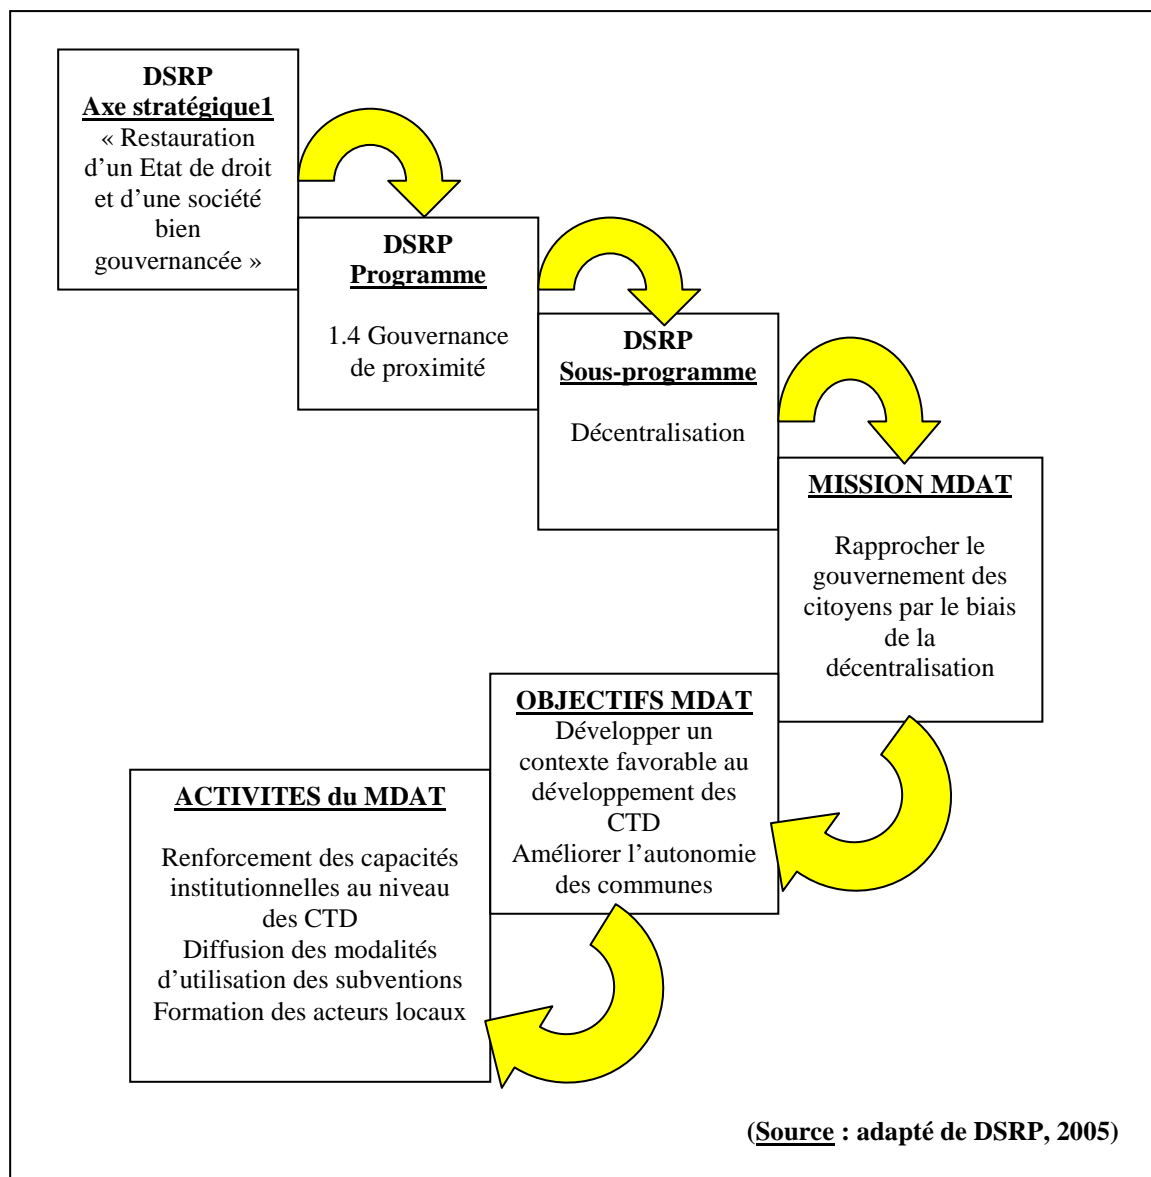 DSRP
Axe stratégique1
« Restauration
d’un Etat de droit
et d’une société
bien
gouvernancée »
DSRP
Programme
1.4 Gouvernance
de proximité
DSRP
Sous-programme
Décentralisation
MISSION MDAT
Rapprocher le
gouvernement des
citoyens par le biais
de la
décentralisation
OBJECTIFS MDAT
Développer un
contexte favorable au
développement des
CTD
Améliorer l’autonomie
des communes
ACTIVITES du MDAT
Renforcement des capacités
institutionnelles au niveau
des CTD
Diffusion des modalités
d’utilisation des subventions
Formation des acteurs locaux
(Source : adapté de DSRP, 2005)